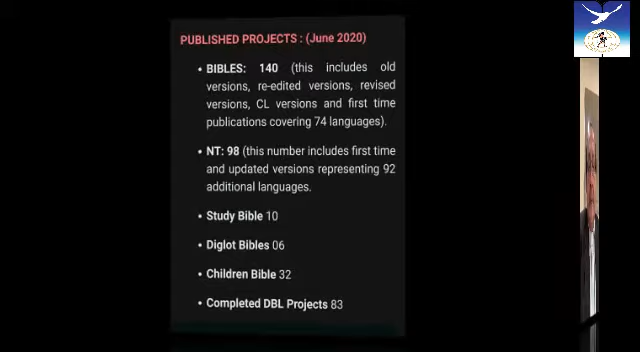 PUBLISHED PROJECTS : (June 2020)
• BIBLES: 140 (this includes old
versions, re-edited versions, revised
versions, CL versions and first time
publications covering 74 languages).
• NT: 98 (this number includes first time
and updated versions representing 92
additional languages.
• Study Bible 10
• Diglot Bibles 06
• Children Bible 32
• Completed DBL Projects 83